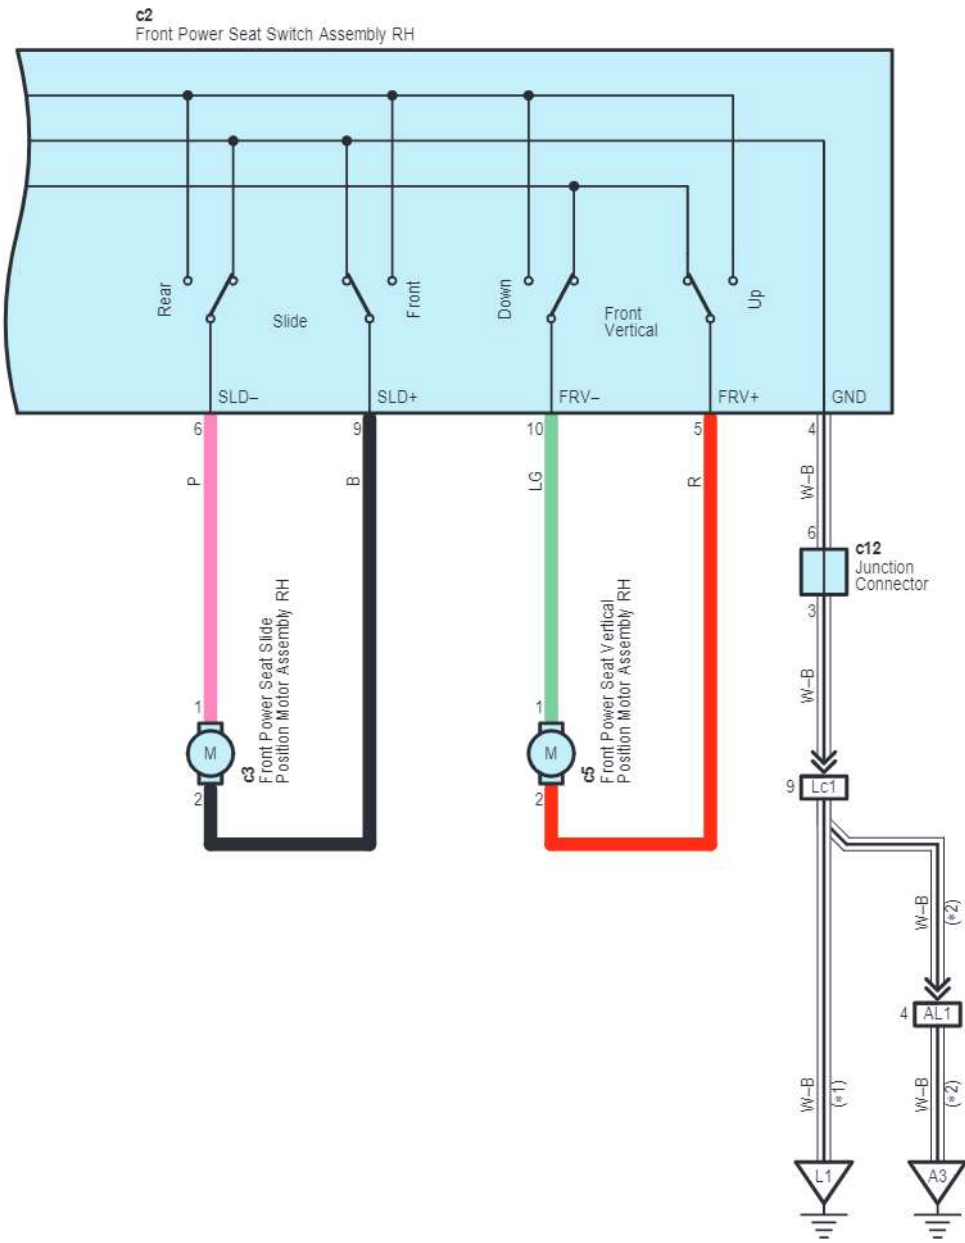 c2
Front Power Seat Switch Assembly RH
Rear
Slide
Front
Down
Front
Vertical
Up
SLD–
SLD+
FRV–
FRV+
GND
6
9
10
5
4
P
B
LG
R
W–B
6
c12
Junction
Connector
3
W–B
1
M
2
c3
Front Power Seat Slide
Position Motor Assembly RH
1
M
2
c5
Front Power Seat Vertical
Position Motor Assembly RH
9
Lc1
W–B
(*2)
4
AL1
W–B
(*1)
W–B
(*2)
L1
A3